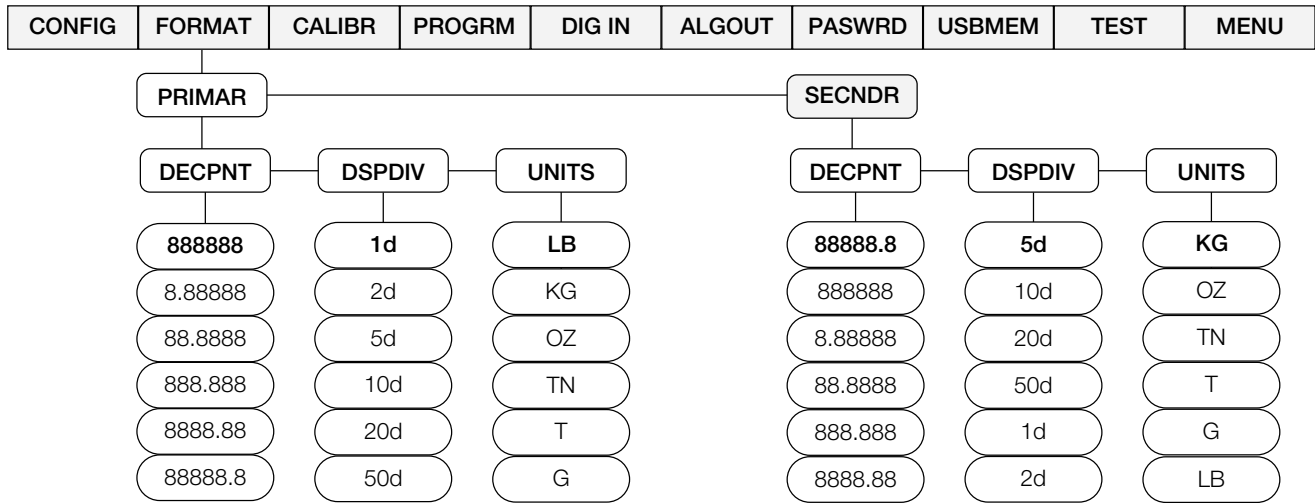 CONFIG FORMAT CALIBR PROGRM DIG IN ALGOUT PASWRD USBMEM TEST MENU
PRIMAR SECNDR
DECPNT DSPDIV UNITS DECPNT DSPDIV UNITS
888888 1d LB 88888.8 5d KG
8.88888 2d KG 888888 10d OZ
88.8888 5d OZ 8.88888 20d TN
888.888 10d TN 88.8888 50d T
8888.88 20d T 888.888 1d G
88888.8 50d G 8888.88 2d LB